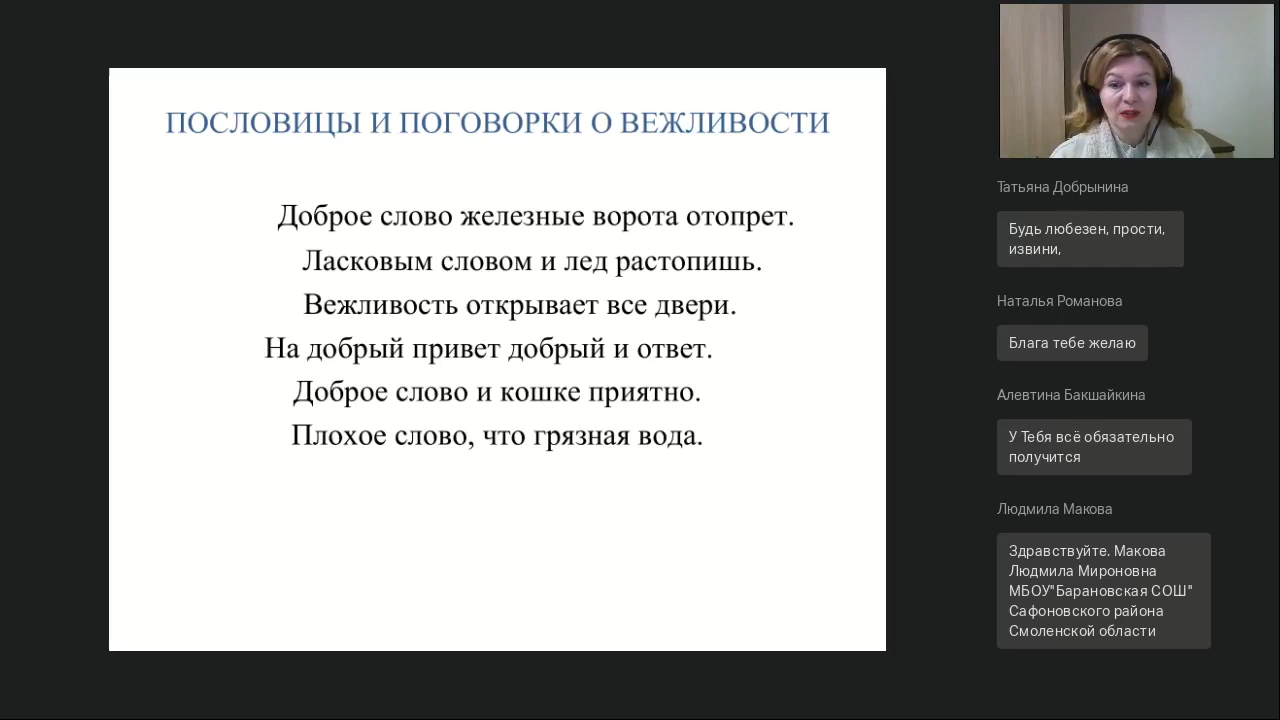 ПОСЛОВИЦЫ И ПОГОВОРКИ О ВЕЖЛИВОСТИ
Доброе слово железные ворота отопрет.
Ласковым словом и лед растопишь.
Вежливость открывает все двери.
На добрый привет добрый и ответ.
Доброе слово и кошке приятно.
Плохое слово, что грязная вода.
Татьяна Добрынина
Будь любезен, прости,
извини,
Наталья Романова
Блага тебе желаю
Алевтина Бакшайкина
У Тебя всё обязательно
получится
Людмила Макова
Здравствуйте. Макова
Людмила Мироновна
МБОУ"Барановская СОШ"
Сафоновского района
Смоленской области